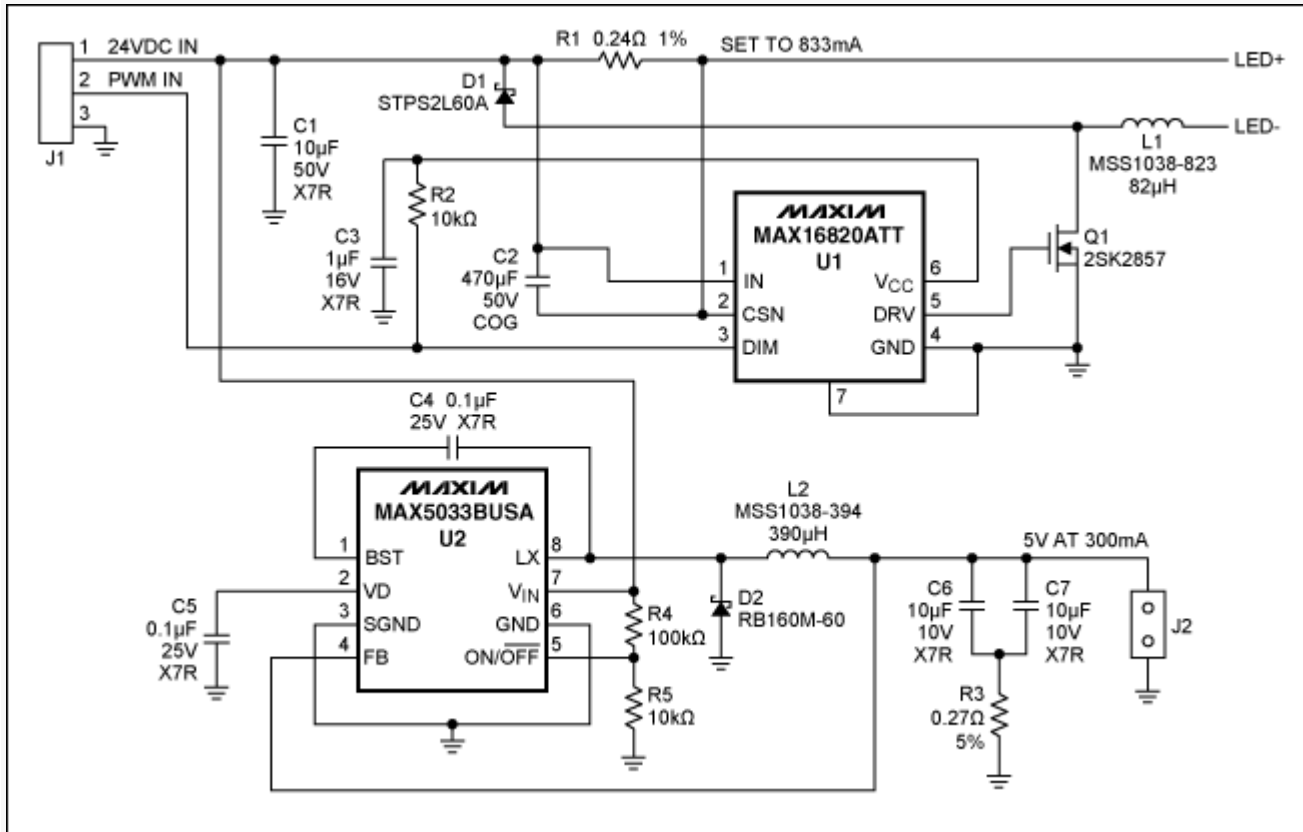 R1 0.24Ω 1%
SET TO 833mA
1 24VDC IN
2 PWM IN
3
J1
LED+
LED-
D1
STPS2L60A
C1
10µF
50V
X7R
L1
MSS1038-823
82µH
R2
10kΩ
C3
1µF
16V
X7R
C2
470µF
50V
COG
MAXIM
MAX16820ATT
U1
1 IN
2 CSN
3 DIM
VCC 6
DRV 5
GND 4
7
Q1
2SK2857
C4 0.1µF
25V X7R
MAXIM
MAX5033BUSA
U2
1 BST
2 VD
3 SGND
4 FB
LX 8
VIN 7
GND 6
ON/OFF 5
C5
0.1µF
25V
X7R
R4
100kΩ
R5
10kΩ
L2
MSS1038-394
390µH
D2
RB160M-60
5V AT 300mA
C6
10µF
10V
X7R
C7
10µF
10V
X7R
J2
R3
0.27Ω
5%